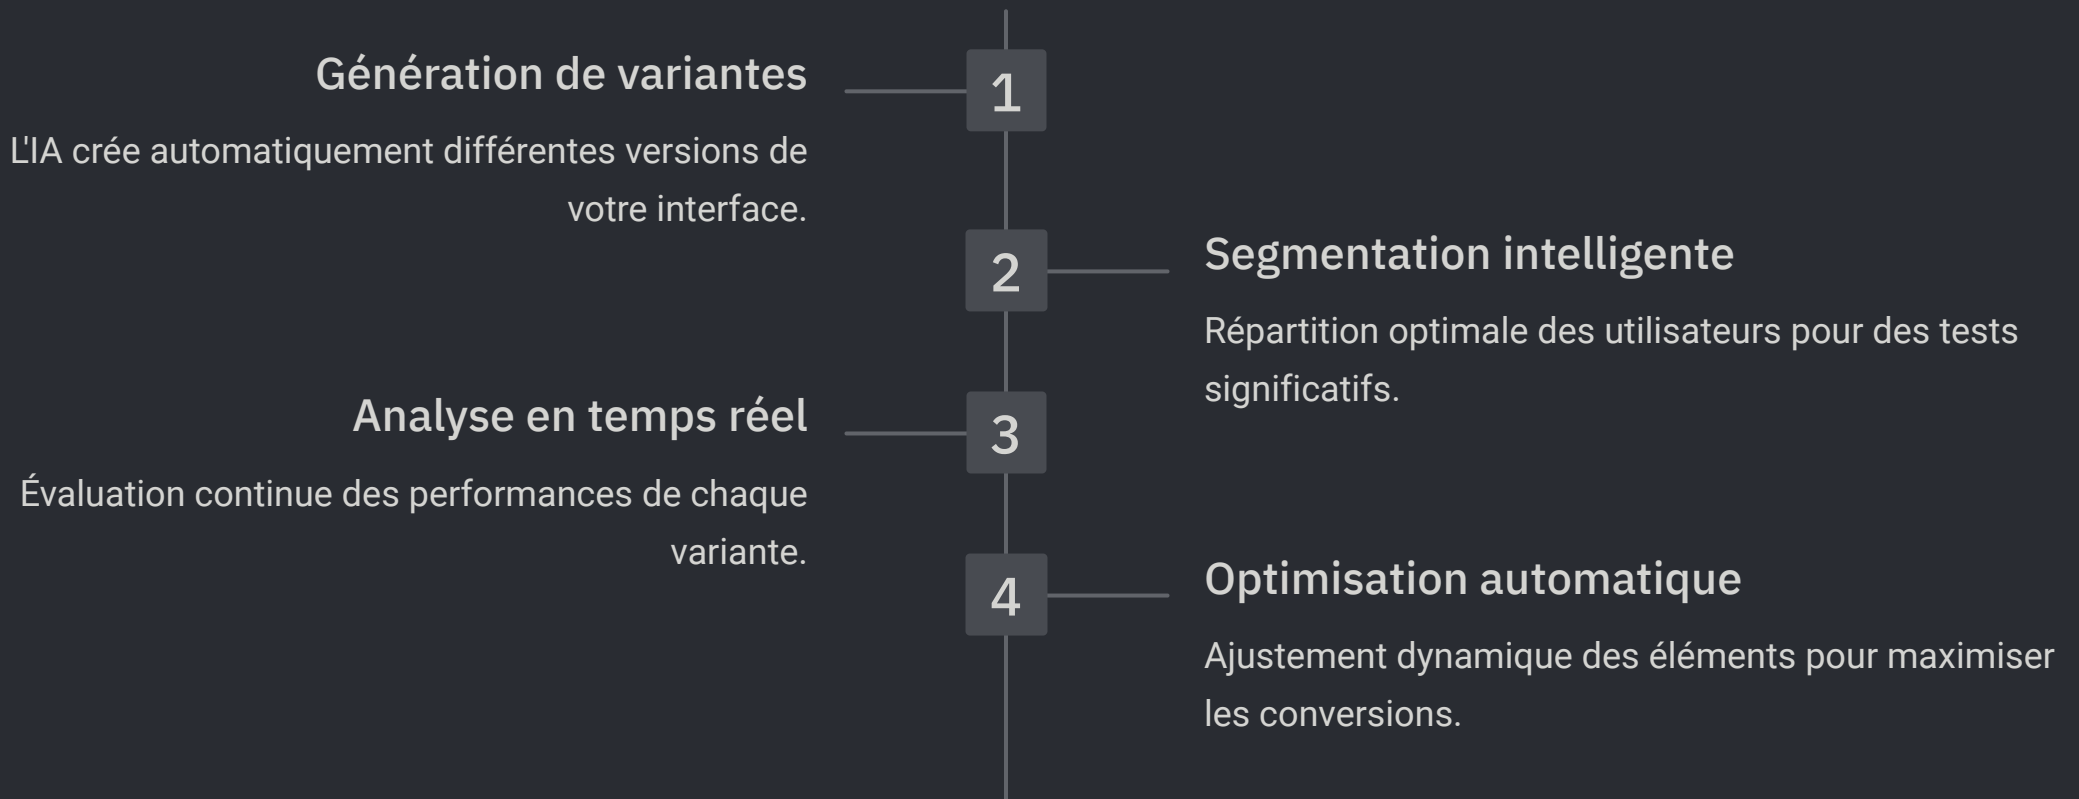 Génération de variantes
1
L'IA crée automatiquement différentes versions de
votre interface.
2
Segmentation intelligente
Répartition optimale des utilisateurs pour des tests
significatifs.
Analyse en temps réel
3
Évaluation continue des performances de chaque
variante.
4
Optimisation automatique
Ajustement dynamique des éléments pour maximiser
les conversions.